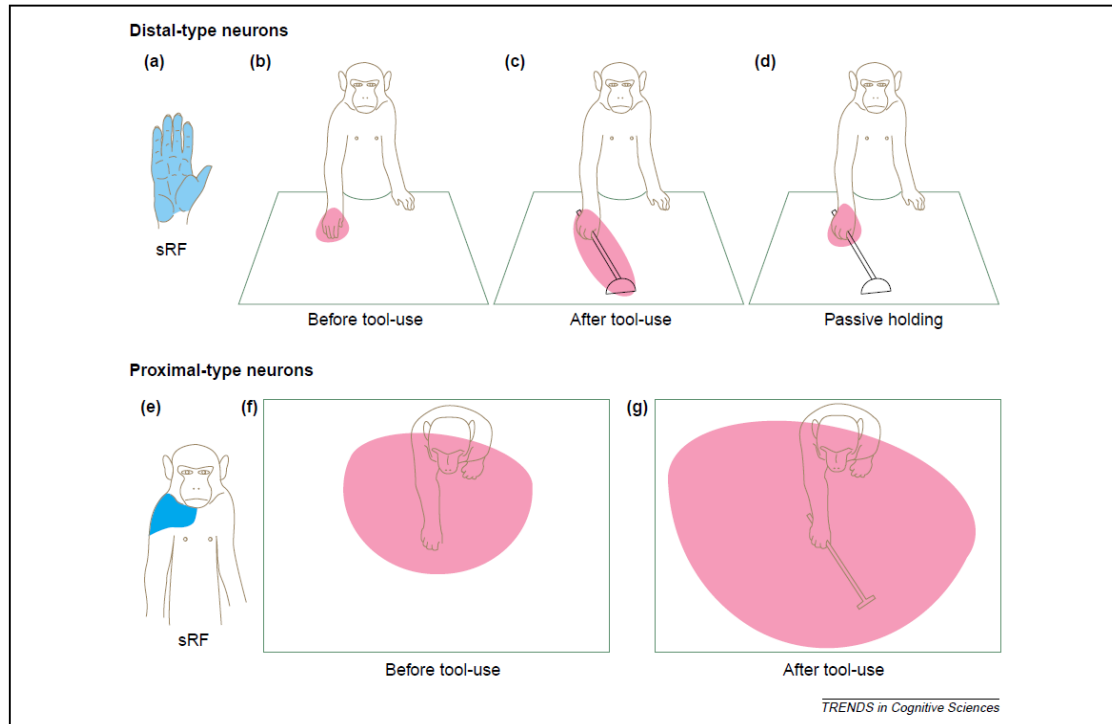 Distal-type neurons
(a) (b) (c) (d)
sRF
Before tool-use After tool-use Passive holding
Proximal-type neurons
(e) (f) (g)
sRF
Before tool-use After tool-use
TRENDS in Cognitive Sciences